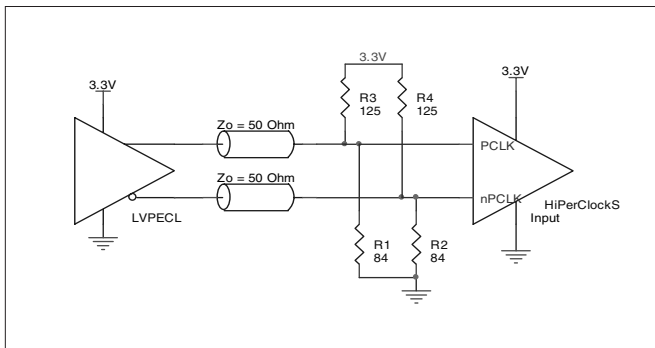 3.3V
3.3V
3.3V
R3
125
R4
125
Zo = 50 Ohm
PCLK
Zo = 50 Ohm
nPCLK
HiPerClockS
Input
LVPECL
R1
84
R2
84